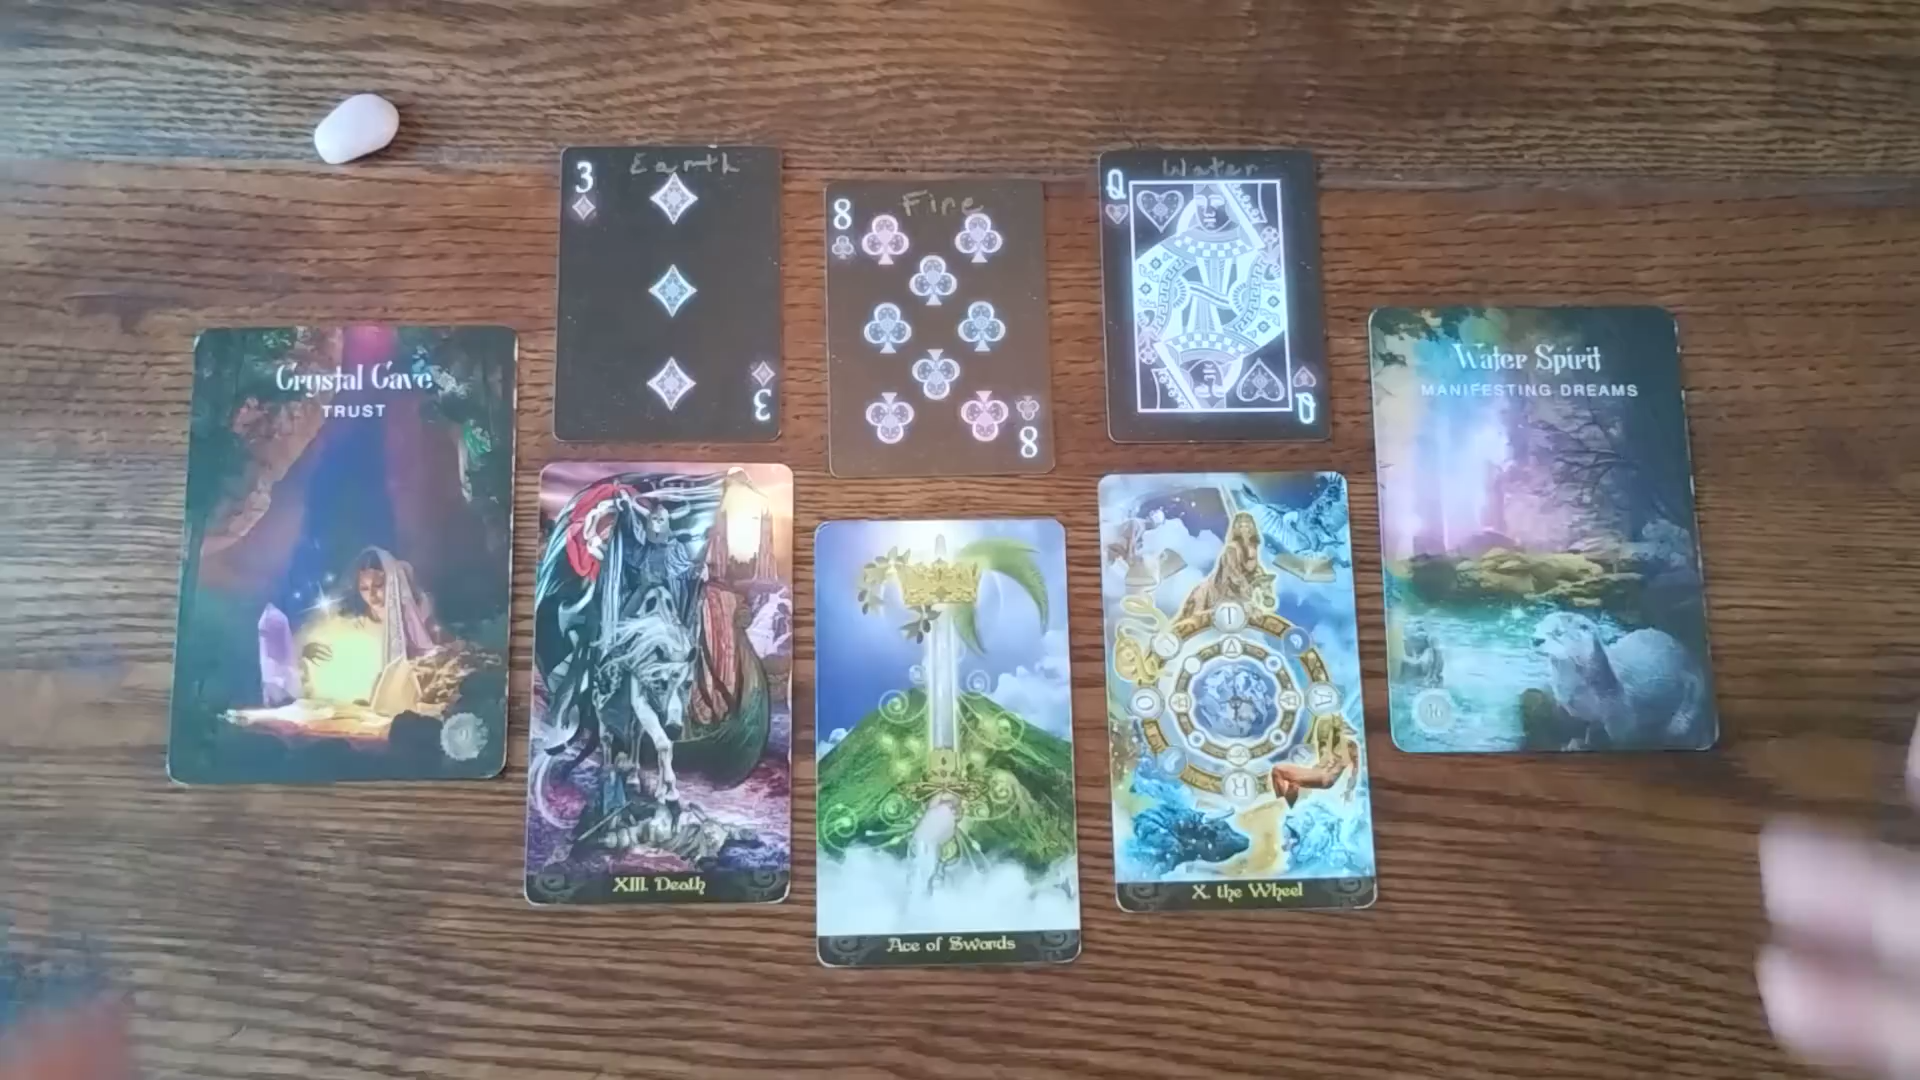 3
Earth
3
8
Fire
8
Q
Water
Q
Crystal Cave
TRUST
Water Spirit
MANIFESTING DREAMS
16
XIII. Death
Ace of Swords
T
A
R
O
X. the Wheel